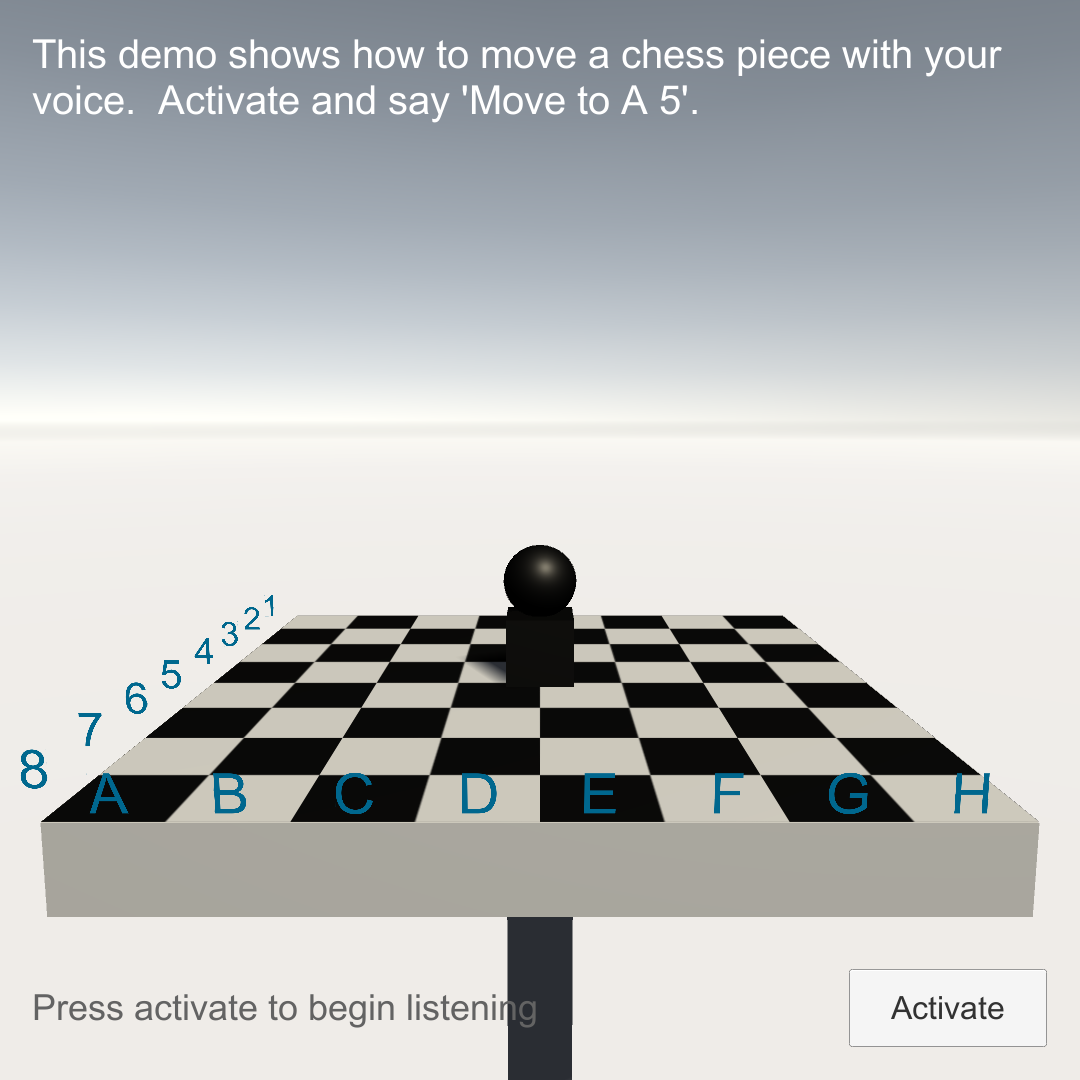 This demo shows how to move a chess piece with your
voice.  Activate and say 'Move to A 5'.
1
2
3
4
5
6
7
8
A B C D E F G H
Press activate to begin listening
Activate